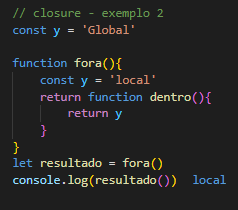 // closure - exemplo 2
const y = 'Global'

function fora(){
    const y = 'local'
    return function dentro(){
        return y
    }
}
let resultado = fora()
console.log(resultado())  local